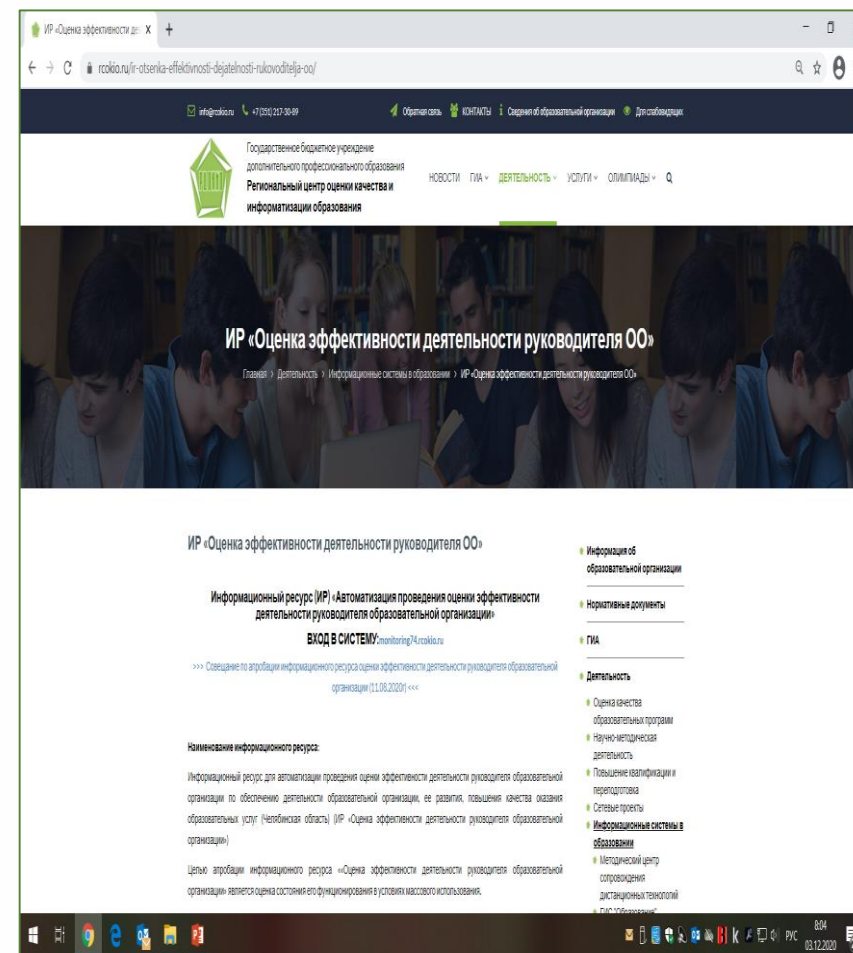 ИР «Оценка эффективности де X +
rcokio.ru/ir-otsenka-effektivnosti-dejatelnosti-rukovoditelja-oo/
info@rcokio.ru +7 (351) 217-30-89 Обратная связь КОНТАКТЫ Сведения об образовательной организации Для слабовидящих
Государственное бюджетное учреждение
дополнительного профессионального образования
Региональный центр оценки качества и
информатизации образования
НОВОСТИ ГИА ДЕЯТЕЛЬНОСТЬ УСЛУГИ ОЛИМПИАДЫ
ИР «Оценка эффективности деятельности руководителя ОО»
Главная > Деятельность > Информационные системы в образовании > ИР «Оценка эффективности деятельности руководителя ОО»
ИР «Оценка эффективности деятельности руководителя ОО»
Информационный ресурс (ИР) «Автоматизация проведения оценки эффективности
деятельности руководителя образовательной организации»
ВХОД В СИСТЕМУ:monitoring74.rcokio.ru
>>> Совещание по апробации информационного ресурса оценки эффективности деятельности руководителя образовательной
организации (11.08.2020г) <<<
Наименование информационного ресурса:
Информационный ресурс для автоматизации проведения оценки эффективности деятельности руководителя образовательной
организации по обеспечению деятельности образовательной организации, ее развития, повышения качества оказания
образовательных услуг (Челябинская область) (ИР «Оценка эффективности деятельности руководителя образовательной
организации»)
Целью апробации информационного ресурса ««Оценка эффективности деятельности руководителя образовательной
организации» является оценка состояния его функционирования в условиях массового использования.
Информация об
образовательной организации
Нормативные документы
ГИА
Деятельность
Оценка качества
образовательных программ
Научно-методическая
деятельность
Повышение квалификации и
переподготовка
Сетевые проекты
Информационные системы в
образовании
Методический центр
сопровождения
дистанционных технологий
ГИС "Образование"
РУС 8:04
03.12.2020